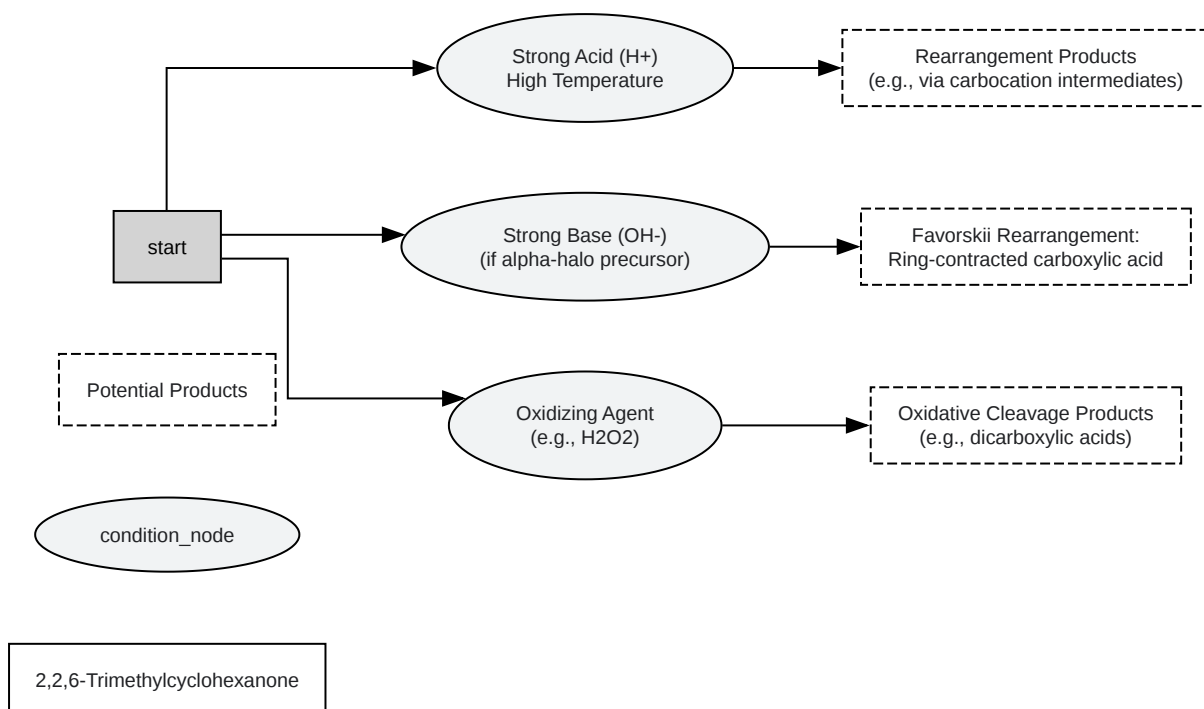 Strong Acid (H+)
High Temperature
Rearrangement Products
(e.g., via carbocation intermediates)
start
Strong Base (OH-)
(if alpha-halo precursor)
Favorskii Rearrangement:
Ring-contracted carboxylic acid
Potential Products
Oxidizing Agent
(e.g., H2O2)
Oxidative Cleavage Products
(e.g., dicarboxylic acids)
condition_node
2,2,6-Trimethylcyclohexanone